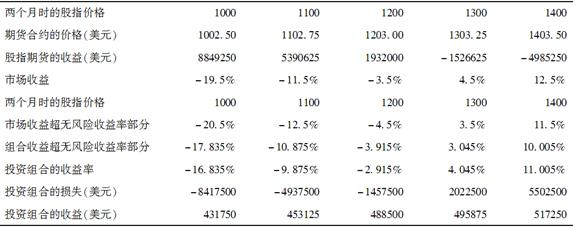 两个月时的股指价格 1000 1100 1200 1300 1400
期货合约的价格(美元) 1002.50 1102.75 1203.00 1303.25 1403.50
股指期货的收益(美元) 8849250 5390625 1932000 -1526625 -4985250
市场收益 -19.5% -11.5% -3.5% 4.5% 12.5%
两个月时的股指价格 1000 1100 1200 1300 1400
市场收益超无风险收益率部分 -20.5% -12.5% -4.5% 3.5% 11.5%
组合收益超无风险收益率部分 -17.835% -10.875% -3.915% 3.045% 10.005%
投资组合的收益率 -16.835% -9.875% -2.915% 4.045% 11.005%
投资组合的损失(美元) -8417500 -4937500 -1457500 2022500 5502500
投资组合的收益(美元) 431750 453125 488500 495875 517250